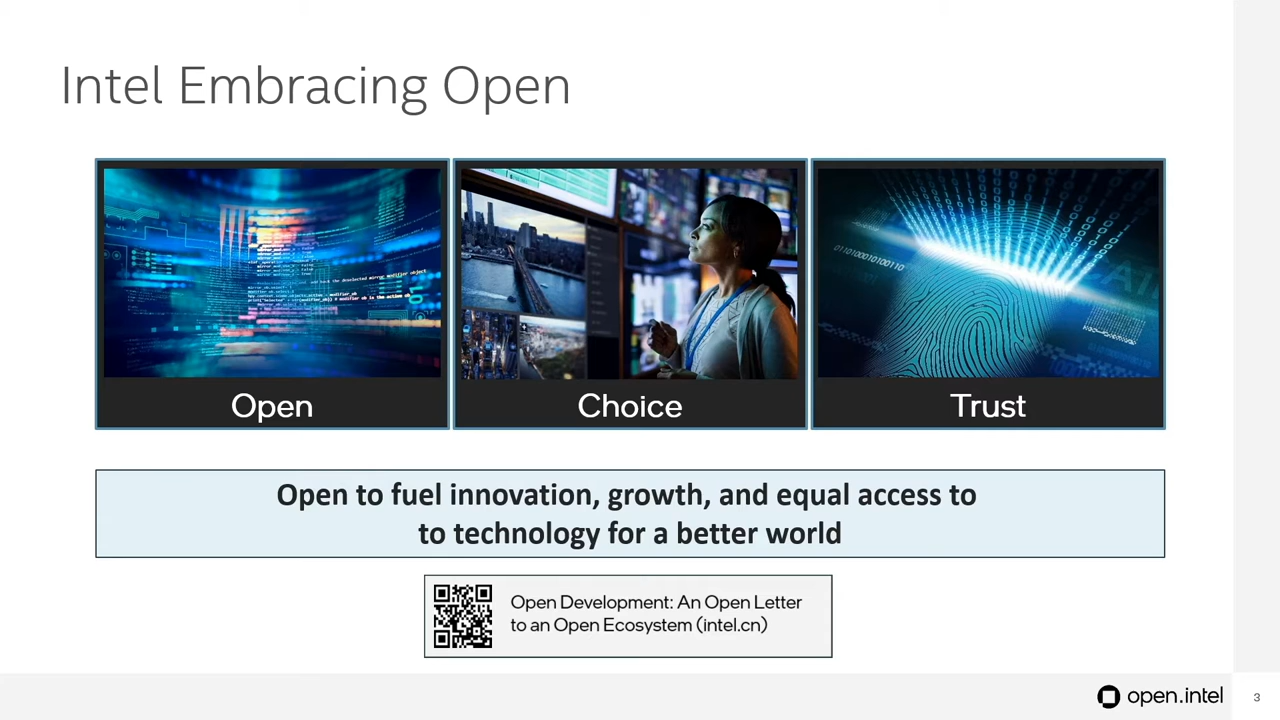 Intel Embracing Open
Open
Choice
Trust
Open to fuel innovation, growth, and equal access to
to technology for a better world
Open Development: An Open Letter
to an Open Ecosystem (intel.cn)
open.intel
3